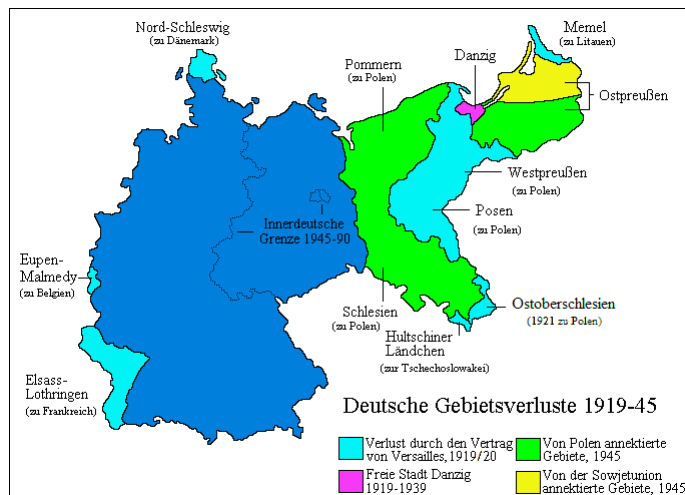 Nord-Schleswig
(zu Dänemark)
Memel
(zu Litauen)
Danzig
Pommern
(zu Polen)
Ostpreußen
Westpreußen
(zu Polen)
Posen
(zu Polen)
Innerdeutsche
Grenze 1945-90
Eupen-
Malmedy
(zu Belgien)
Schlesien
(zu Polen)
Ostoberschlesien
(1921 zu Polen)
Hultschiner
Ländchen
(zur Tschechoslowakei)
Elsass-
Lothringen
(zu Frankreich)
Deutsche Gebietsverluste 1919-45
Verlust durch den Vertrag
von Versailles, 1919/20
Von Polen annektierte
Gebiete, 1945
Freie Stadt Danzig
1919-1939
Von der Sowjetunion
annektierte Gebiete, 1945